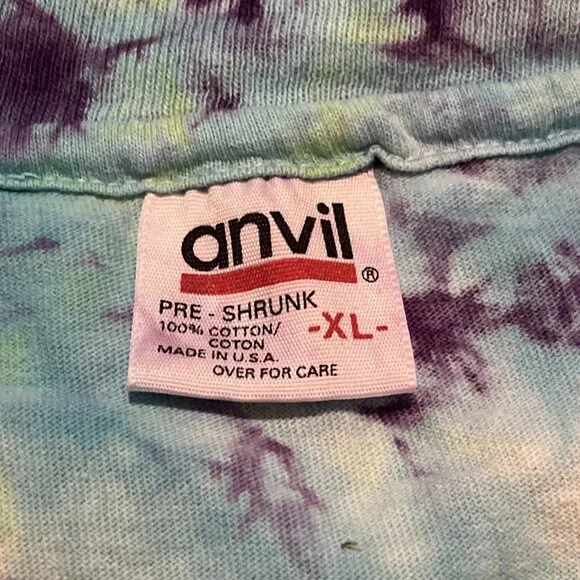 anvil
®
PRE - SHRUNK
100% COTTON/
COTON
-XL-
MADE IN U.S.A.
OVER FOR CARE